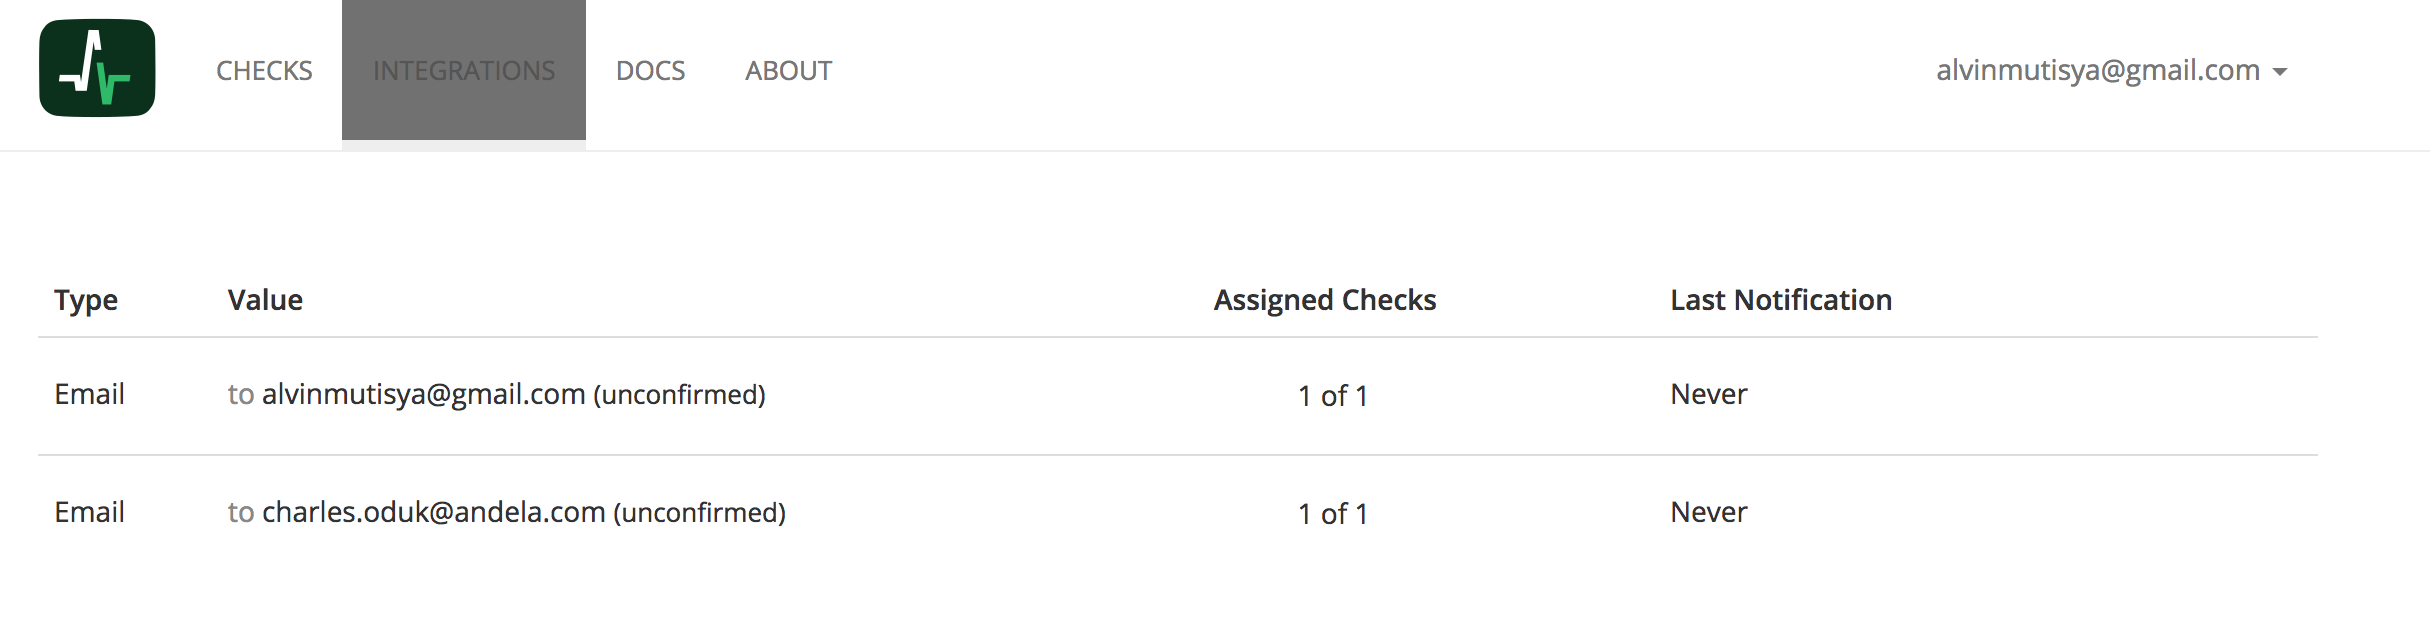 CHECKS INTEGRATIONS DOCS ABOUT alvinmutisya@gmail.com
Type Value Assigned Checks Last Notification
Email to alvinmutisya@gmail.com (unconfirmed) 1 of 1 Never
Email to charles.oduk@andela.com (unconfirmed) 1 of 1 Never